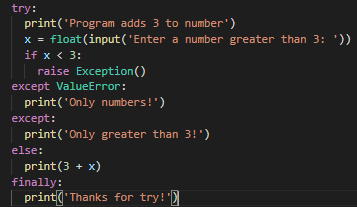 try:
    print('Program adds 3 to number')
    x = float(input('Enter a number greater than 3: '))
    if x < 3:
        raise Exception()
except ValueError:
    print('Only numbers!')
except:
    print('Only greater than 3!')
else:
    print(3 + x)
finally:
    print('Thanks for try!')